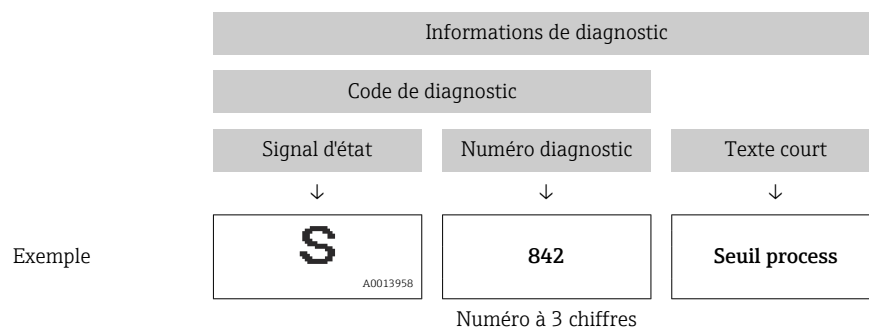 Informations de diagnostic
Code de diagnostic
Signal d'état Numéro diagnostic Texte court
↓ ↓ ↓
Exemple S 842 Seuil process
A0013958
Numéro à 3 chiffres